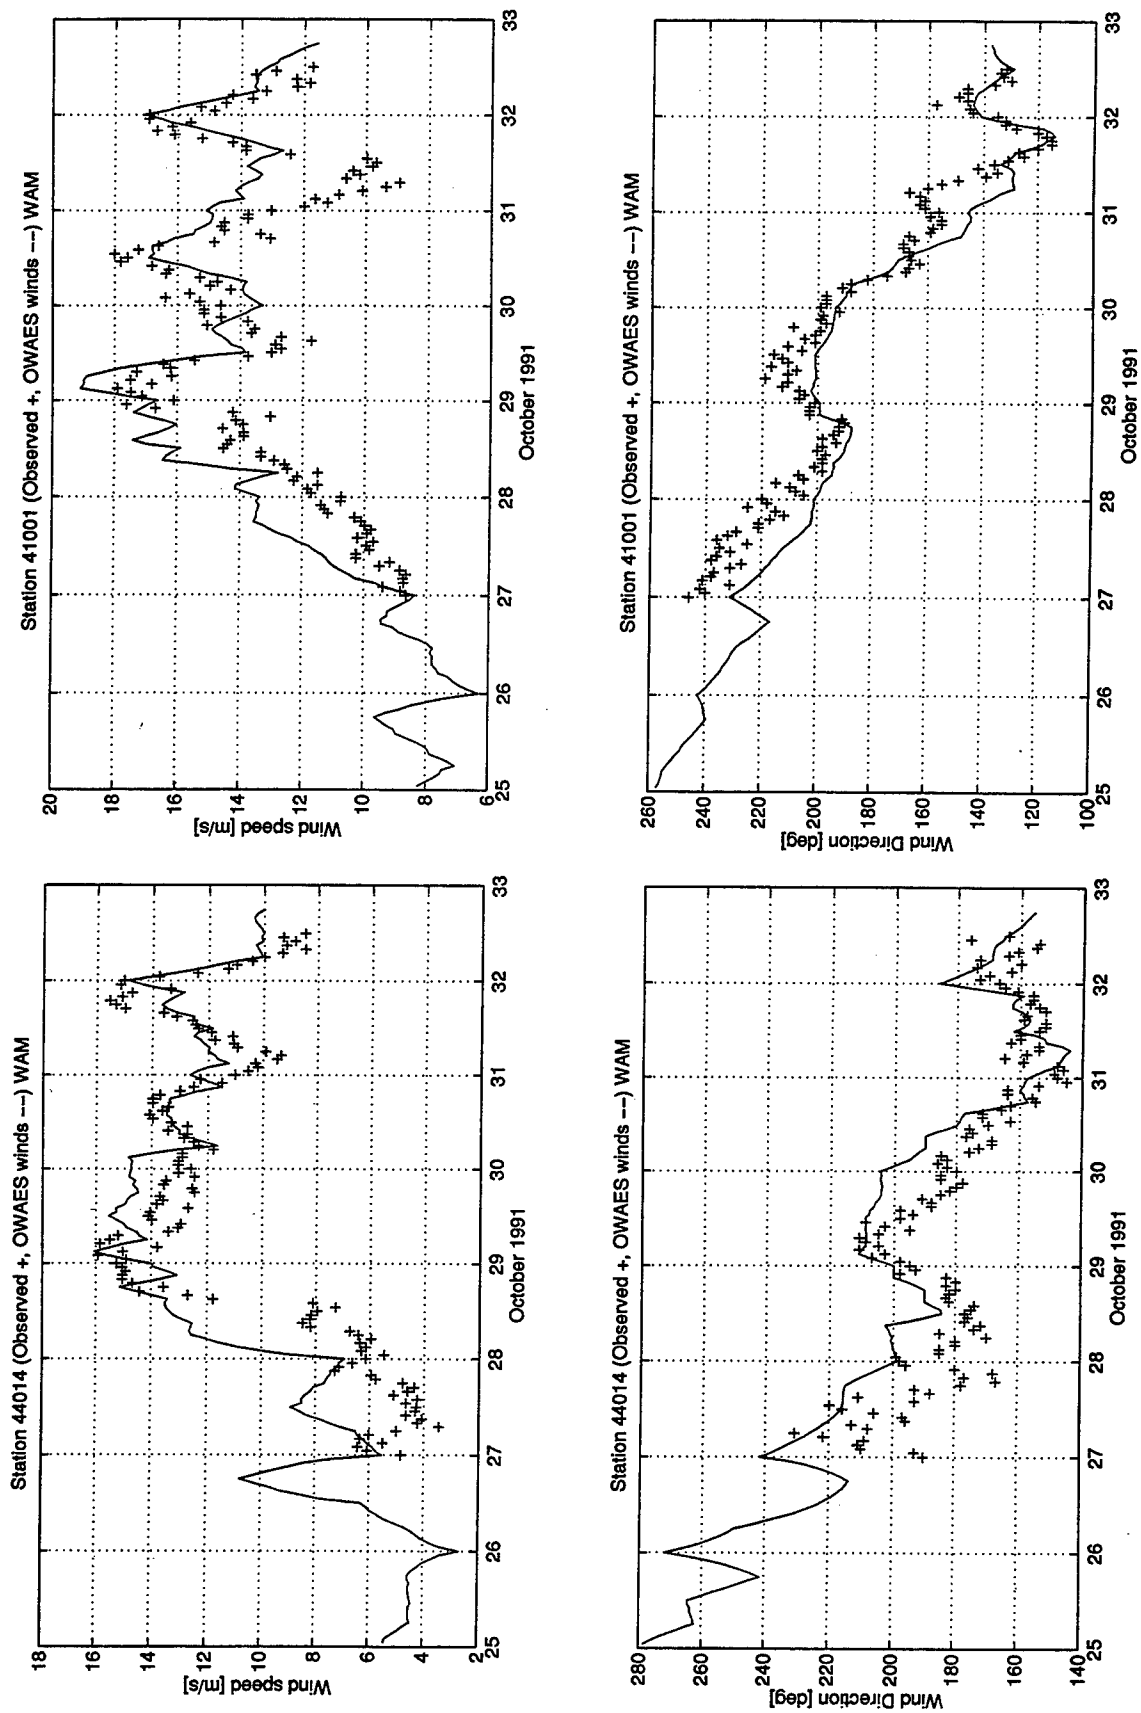 Station 44014 (Observed +, OWAES winds ---) WAM
18
16
14
12
10
8
6
4
2
Wind speed [m/s]
25 26 27 28 29 30 31 32 33
October 1991
Station 41001 (Observed +, OWAES winds ---) WAM
20
18
16
14
12
10
8
6
Wind speed [m/s]
25 26 27 28 29 30 31 32 33
October 1991
Station 44014 (Observed +, OWAES winds ---) WAM
280
260
240
220
200
180
160
140
Wind Direction [deg]
25 26 27 28 29 30 31 32 33
October 1991
Station 41001 (Observed +, OWAES winds ---) WAM
260
240
220
200
180
160
140
120
100
Wind Direction [deg]
25 26 27 28 29 30 31 32 33
October 1991